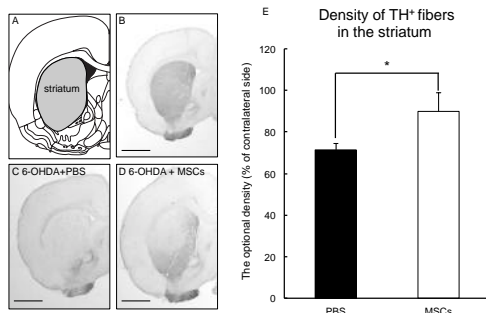 A
striatum
B
C 6-OHDA+PBS
D 6-OHDA + MSCs
E
Density of TH+ fibers
in the striatum
The optional density (% of contralateral side)
120
100
80
60
40
20
0
*
PBS
MSCs